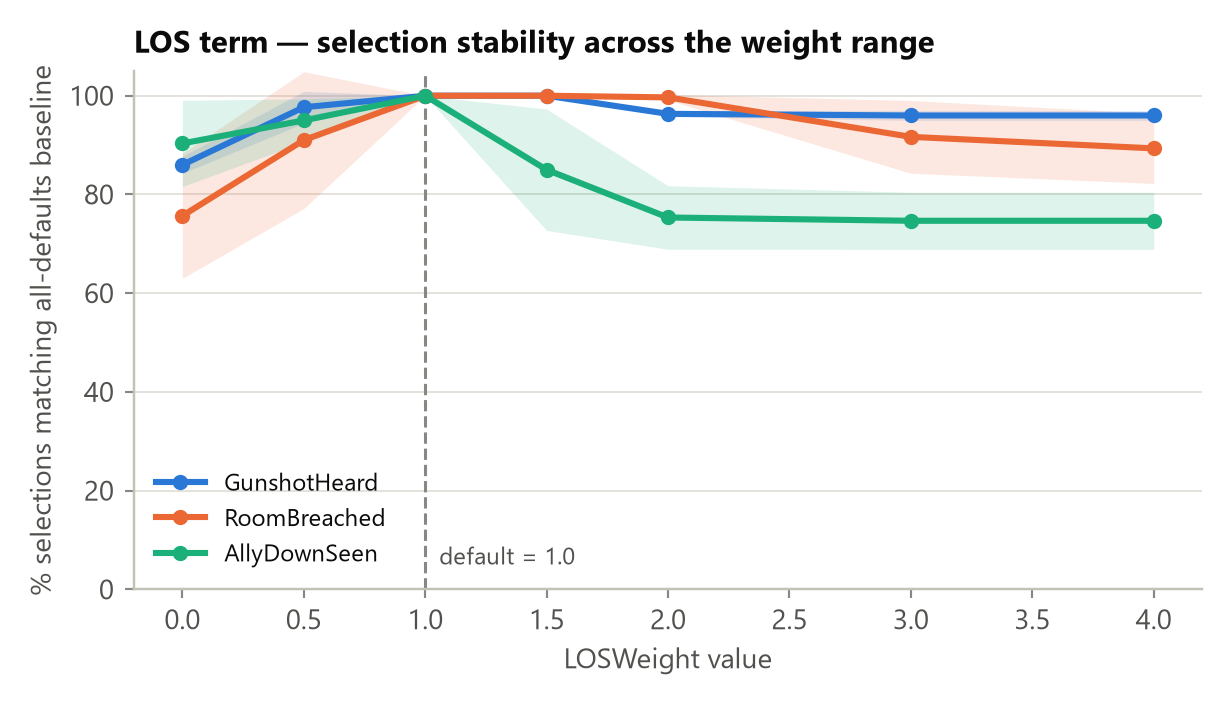 LOS term — selection stability across the weight range
% selections matching all-defaults baseline
100
80
60
40
20
0
GunshotHeard
RoomBreached
AllyDownSeen
default = 1.0
0.0 0.5 1.0 1.5 2.0 2.5 3.0 3.5 4.0
LOSWeight value